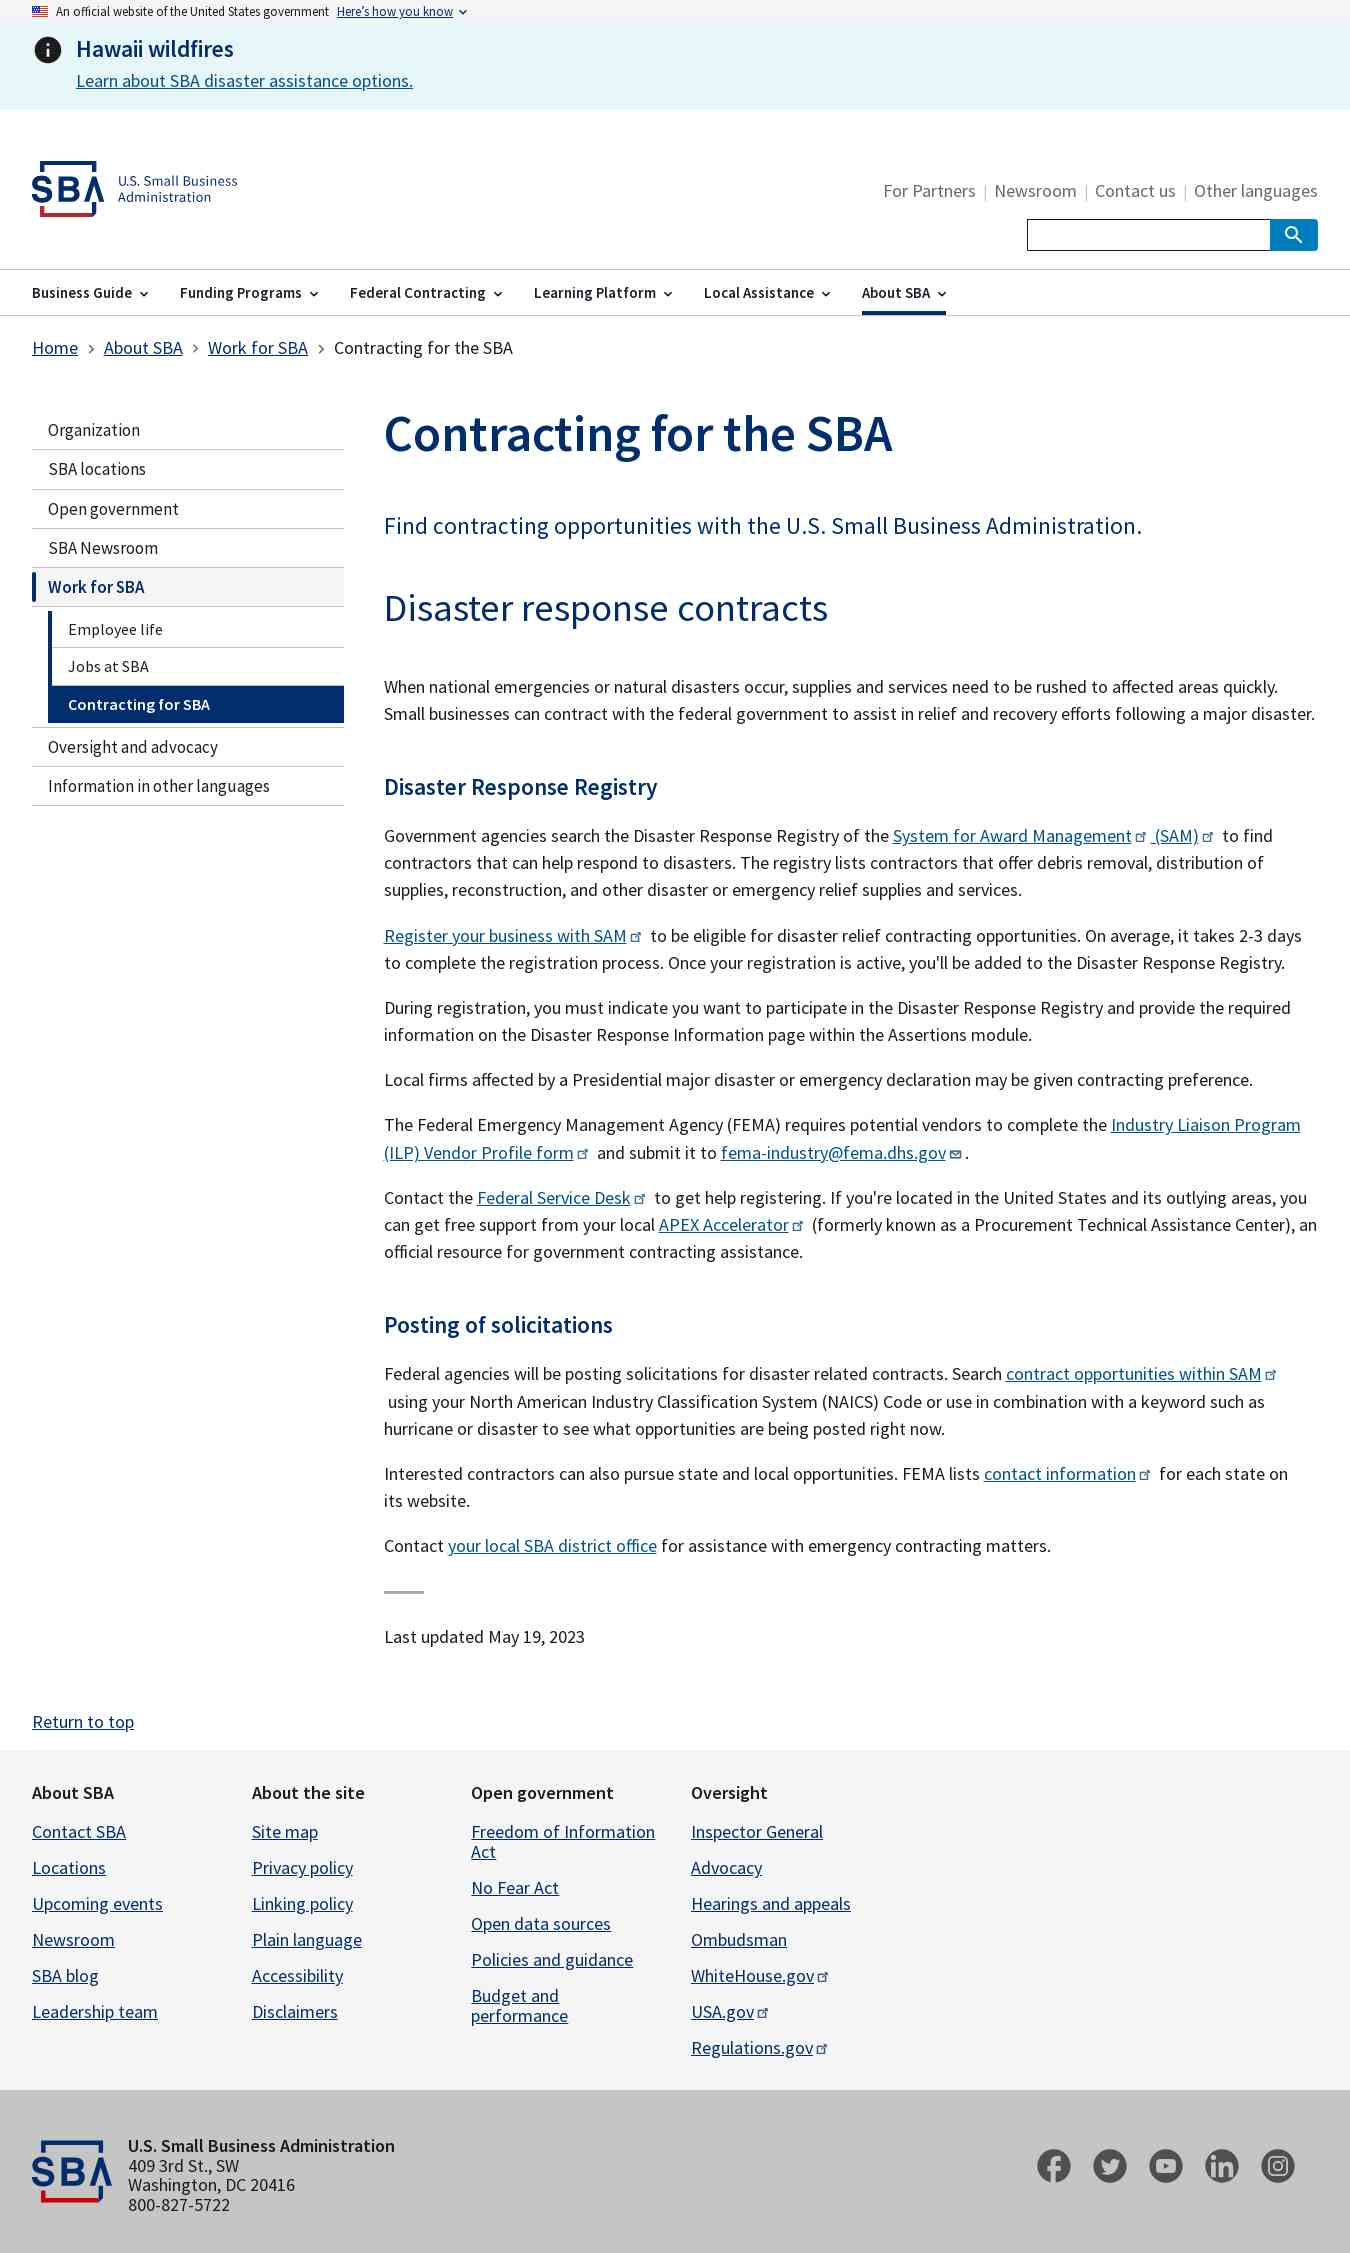 An official website of the United States government Here's how you know
Hawaii wildfires
Learn about SBA disaster assistance options.
SBA U.S. Small Business
Administration
For Partners | Newsroom | Contact us | Other languages
Business Guide Funding Programs Federal Contracting Learning Platform Local Assistance About SBA
Home > About SBA > Work for SBA > Contracting for the SBA
Organization
SBA locations
Open government
SBA Newsroom
Work for SBA
Employee life
Jobs at SBA
Contracting for SBA
Oversight and advocacy
Information in other languages
Contracting for the SBA
Find contracting opportunities with the U.S. Small Business Administration.
Disaster response contracts
When national emergencies or natural disasters occur, supplies and services need to be rushed to affected areas quickly.
Small businesses can contract with the federal government to assist in relief and recovery efforts following a major disaster.
Disaster Response Registry
Government agencies search the Disaster Response Registry of the System for Award Management (SAM) to find
contractors that can help respond to disasters. The registry lists contractors that offer debris removal, distribution of
supplies, reconstruction, and other disaster or emergency relief supplies and services.
Register your business with SAM to be eligible for disaster relief contracting opportunities. On average, it takes 2-3 days
to complete the registration process. Once your registration is active, you'll be added to the Disaster Response Registry.
During registration, you must indicate you want to participate in the Disaster Response Registry and provide the required
information on the Disaster Response Information page within the Assertions module.
Local firms affected by a Presidential major disaster or emergency declaration may be given contracting preference.
The Federal Emergency Management Agency (FEMA) requires potential vendors to complete the Industry Liaison Program
(ILP) Vendor Profile form and submit it to fema-industry@fema.dhs.gov .
Contact the Federal Service Desk to get help registering. If you're located in the United States and its outlying areas, you
can get free support from your local APEX Accelerator (formerly known as a Procurement Technical Assistance Center), an
official resource for government contracting assistance.
Posting of solicitations
Federal agencies will be posting solicitations for disaster related contracts. Search contract opportunities within SAM
using your North American Industry Classification System (NAICS) Code or use in combination with a keyword such as
hurricane or disaster to see what opportunities are being posted right now.
Interested contractors can also pursue state and local opportunities. FEMA lists contact information for each state on
its website.
Contact your local SBA district office for assistance with emergency contracting matters.
Last updated May 19, 2023
Return to top
About SBA
Contact SBA
Locations
Upcoming events
Newsroom
SBA blog
Leadership team
About the site
Site map
Privacy policy
Linking policy
Plain language
Accessibility
Disclaimers
Open government
Freedom of Information
Act
No Fear Act
Open data sources
Policies and guidance
Budget and
performance
Oversight
Inspector General
Advocacy
Hearings and appeals
Ombudsman
WhiteHouse.gov
USA.gov
Regulations.gov
SBA
U.S. Small Business Administration
409 3rd St., SW
Washington, DC 20416
800-827-5722